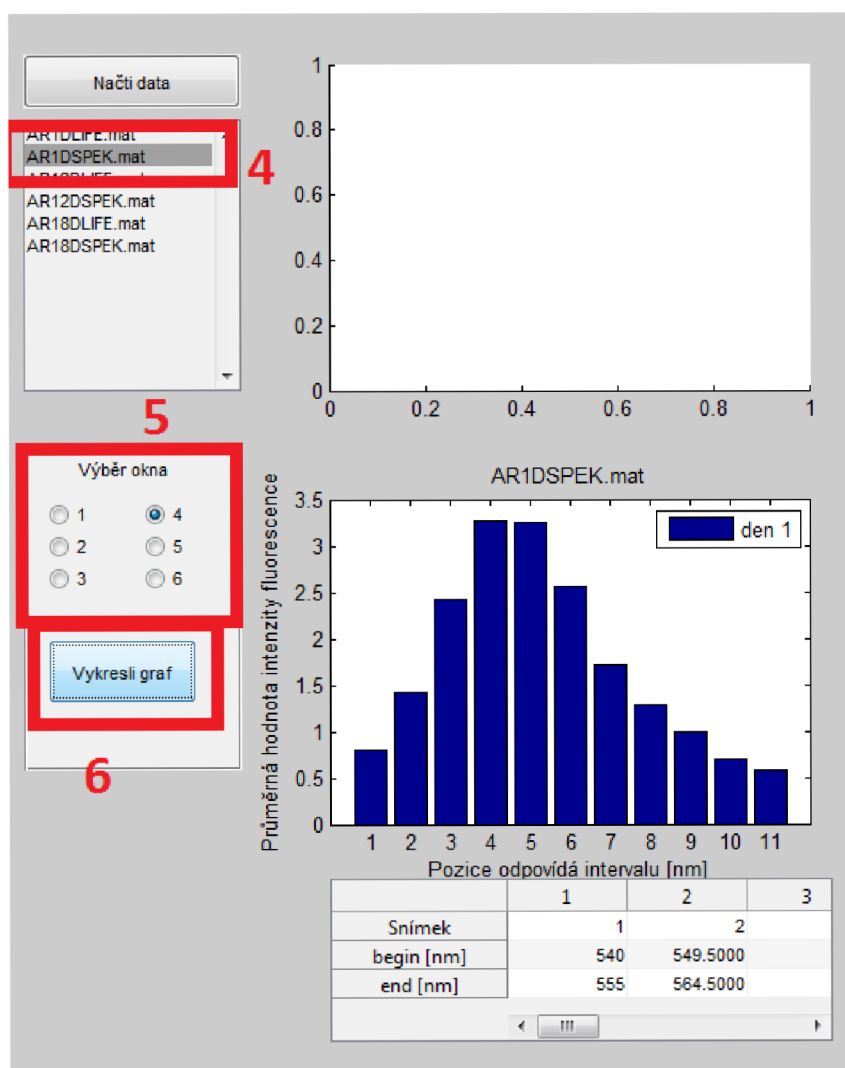 Načti data
AR1DLIFE.mat
AR1DSPEK.mat
AR12DLIFE.mat
AR12DSPEK.mat
AR18DLIFE.mat
AR18DSPEK.mat
4
1
0.8
0.6
0.4
0.2
0
0 0.2 0.4 0.6 0.8 1
5
Výběr okna
1 4
2 5
3 6
Vykresli graf
6
AR1DSPEK.mat
Průměrná hodnota intenzity fluorescence
3.5
3
2.5
2
1.5
1
0.5
0
den 1
1 2 3 4 5 6 7 8 9 10 11
Pozice odpovídá intervalu [nm]
1 2 3
Snímek 1 2
begin [nm] 540 549.5000
end [nm] 555 564.5000